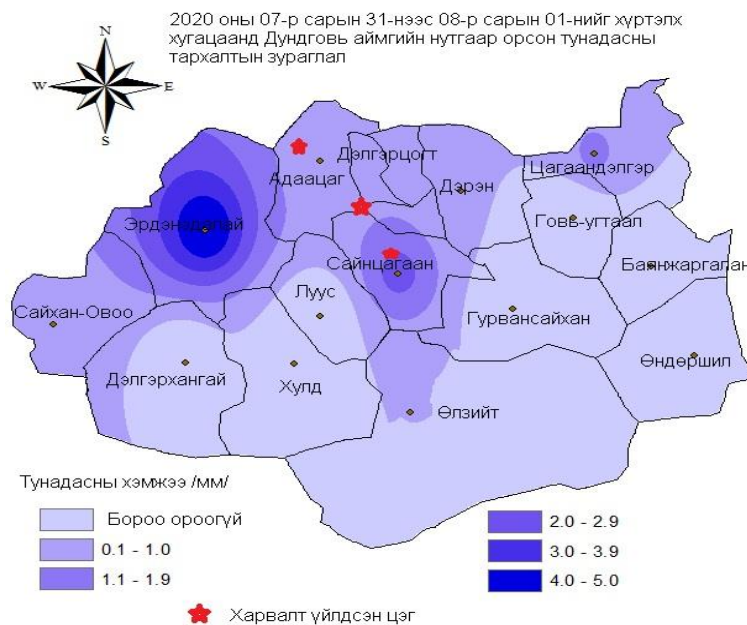 2020 оны 07-р сарын 31-нээс 08-р сарын 01-нийг хүртэлх
хугацаанд Дундговь аймгийн нутгаар орсон тунадасны
тархалтын зураглал
N
W
E
S
Дэлгэрцогт
Адаацаг
Цагаандэлгэр
Дэрэн
Эрдэнэдалай
Говь-угтаал
Сайнцагаан
Баянжаргалан
Луус
Сайхан-Овоо
Гурвансайхан
Өндөршил
Дэлгэрхангай
Хулд
Өлзийт
Тунадасны хэмжээ /мм/
Бороо ороогүй
0.1 - 1.0
1.1 - 1.9
2.0 - 2.9
3.0 - 3.9
4.0 - 5.0
Харвалт үйлдсэн цэг